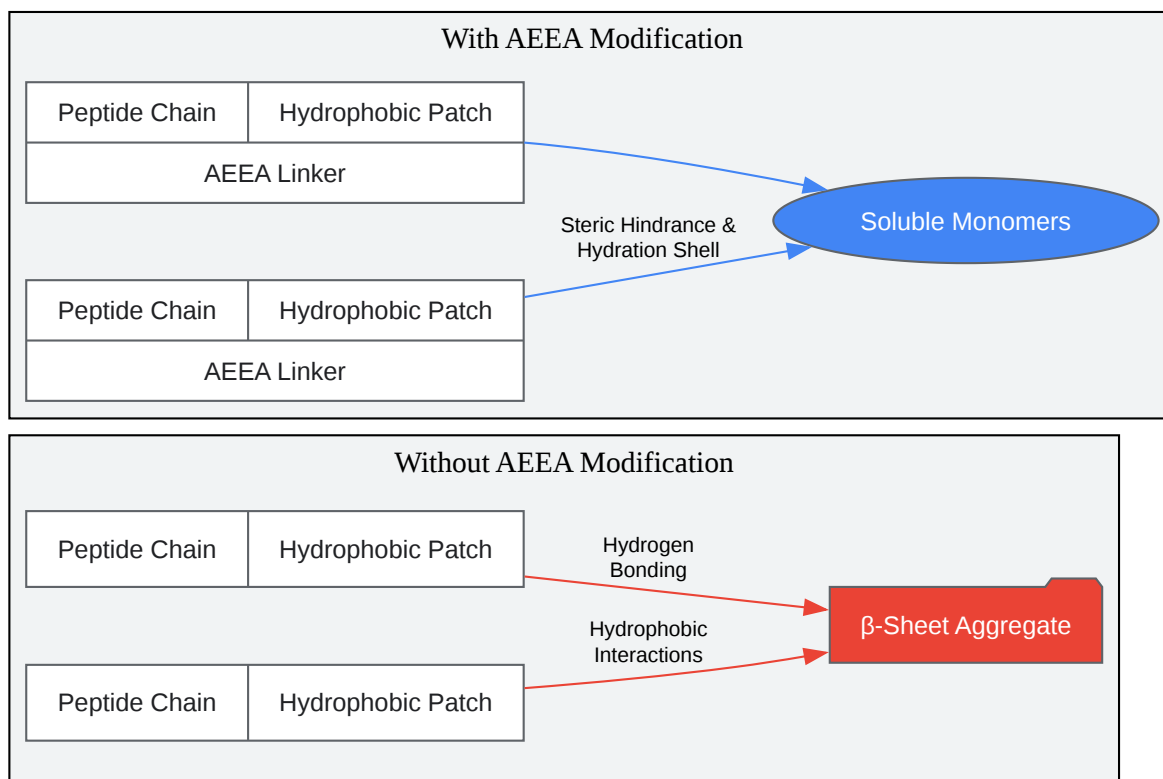 With AEEA Modification
Peptide Chain
Hydrophobic Patch
AEEA Linker
Steric Hindrance &
Hydration Shell
Soluble Monomers
Peptide Chain
Hydrophobic Patch
AEEA Linker
Without AEEA Modification
Peptide Chain
Hydrophobic Patch
Hydrogen
Bonding
β-Sheet Aggregate
Hydrophobic
Interactions
Peptide Chain
Hydrophobic Patch